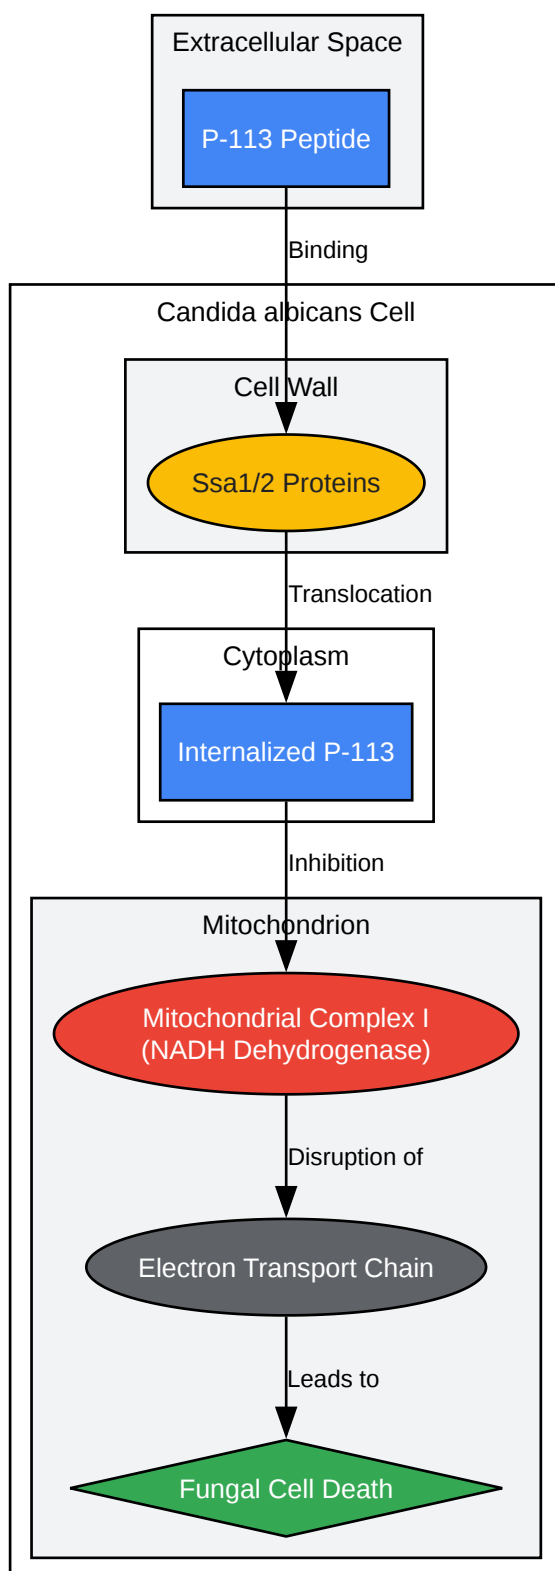 Extracellular Space
P-113 Peptide
Binding
Candida albicans Cell
Cell Wall
Ssa1/2 Proteins
Translocation
Cytoplasm
Internalized P-113
Inhibition
Mitochondrion
Mitochondrial Complex I
(NADH Dehydrogenase)
Disruption of
Electron Transport Chain
Leads to
Fungal Cell Death